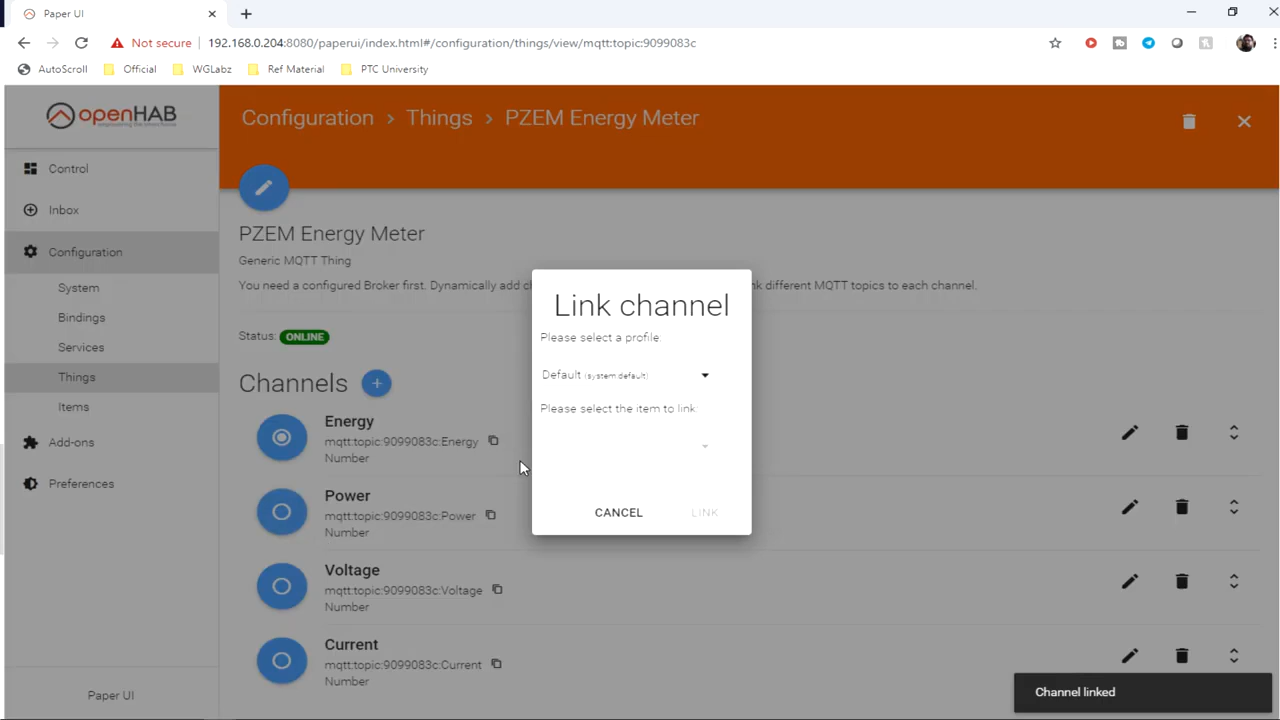 Paper UI
Not secure
192.168.0.204:8080/paperui/index.html#/configuration/things/view/mqtt:topic:9099083c
AutoScroll
Official
WGLabz
Ref Material
PTC University
openHAB
empowering the smart home
Configuration > Things > PZEM Energy Meter
Control
Inbox
Configuration
System
Bindings
Services
Things
Items
Add-ons
Preferences
Paper UI
PZEM Energy Meter
Generic MQTT Thing
You need a configured Broker first. Dynamically add c
k different MQTT topics to each channel.
Status: ONLINE
Channels
Energy
mqtt:topic:9099083c:Energy
Number
Power
mqtt:topic:9099083c:Power
Number
Voltage
mqtt:topic:9099083c:Voltage
Number
Current
mqtt:topic:9099083c:Current
Number
Link channel
Please select a profile:
Default (system:default)
Please select the item to link:
CANCEL
LINK
Channel linked